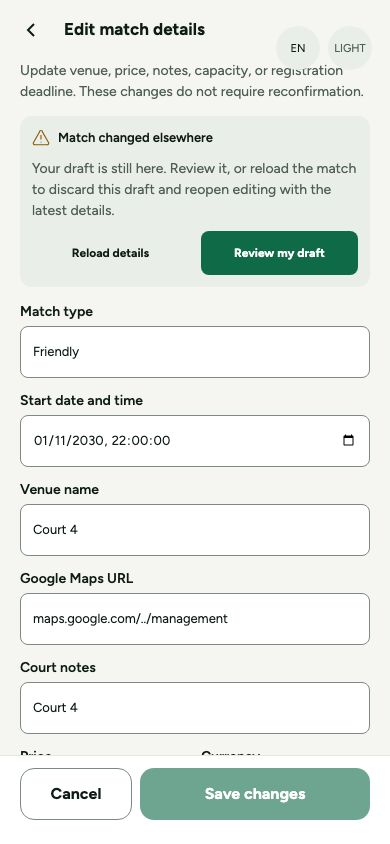 Edit match details
EN
LIGHT
Update venue, price, notes, capacity, or registration
deadline. These changes do not require reconfirmation.
Match changed elsewhere
Your draft is still here. Review it, or reload the match
to discard this draft and reopen editing with the
latest details.
Reload details
Review my draft
Match type
Friendly
Start date and time
01/11/2030, 22:00:00
Venue name
Court 4
Google Maps URL
maps.google.com/../management
Court notes
Court 4
Price
Currency
Cancel
Save changes